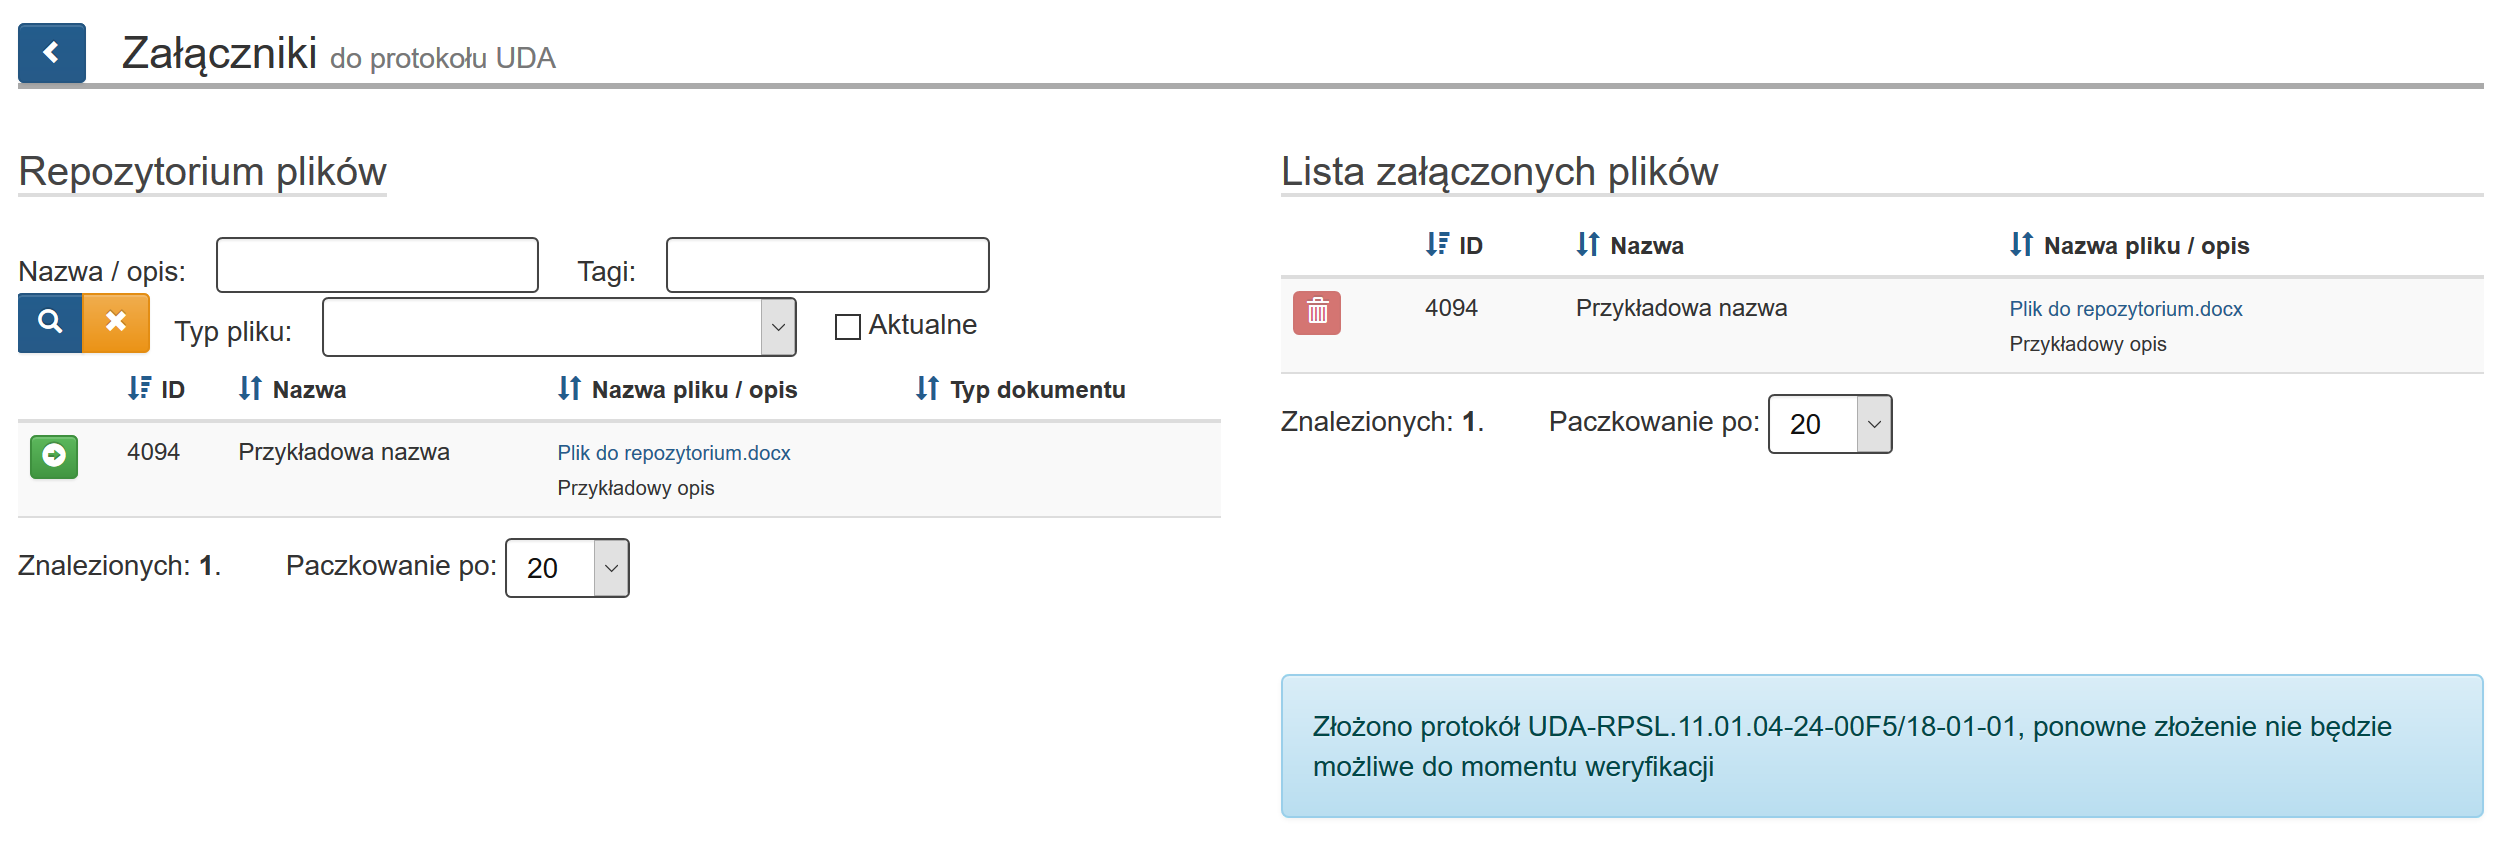 Załączniki do protokołu UDA
Repozytorium plików
Nazwa / opis:
Tagi:
Typ pliku:
Aktualne
ID Nazwa Nazwa pliku / opis Typ dokumentu
4094 Przykładowa nazwa Plik do repozytorium.docx
Przykładowy opis
Znalezionych: 1. Paczkowanie po: 20
Lista załączonych plików
ID Nazwa Nazwa pliku / opis
4094 Przykładowa nazwa Plik do repozytorium.docx
Przykładowy opis
Znalezionych: 1. Paczkowanie po: 20
Złożono protokół UDA-RPSL.11.01.04-24-00F5/18-01-01, ponowne złożenie nie będzie
możliwe do momentu weryfikacji